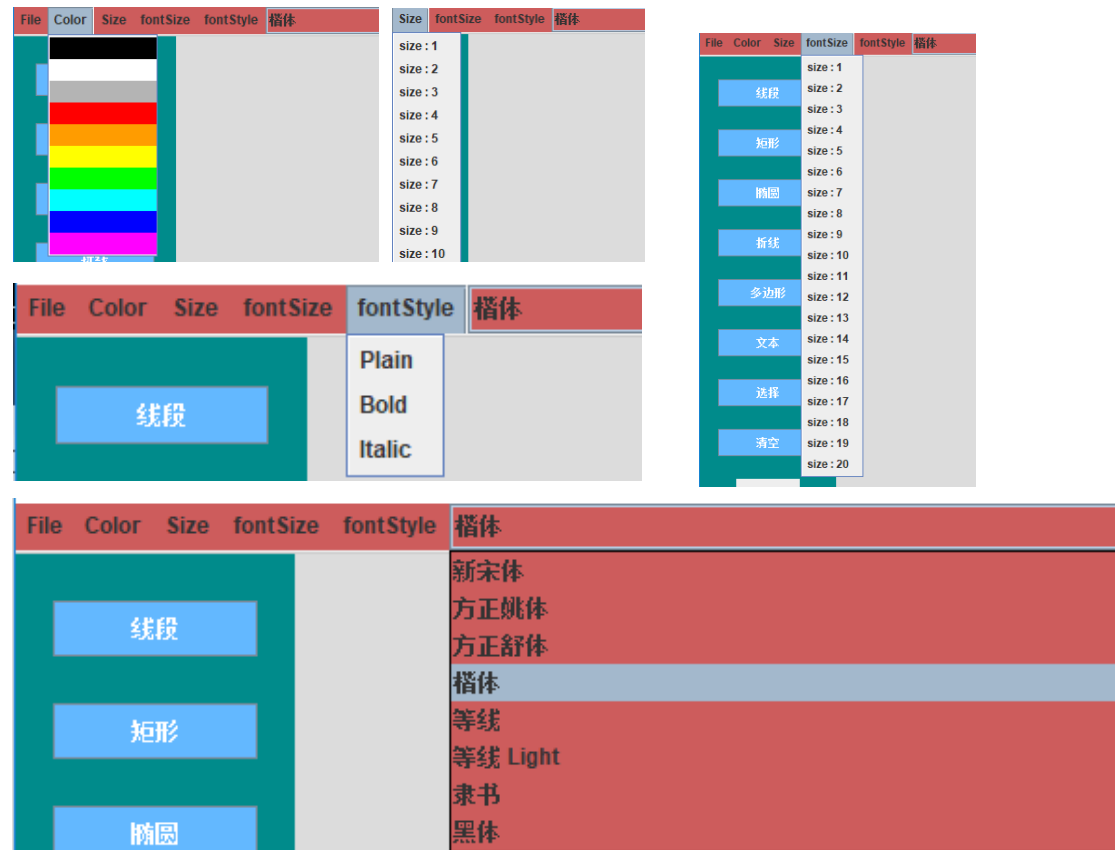 File Color Size fontSize fontStyle 楷体
Size fontSize fontStyle 楷体
size : 1
size : 2
size : 3
size : 4
size : 5
size : 6
size : 7
size : 8
size : 9
size : 10
File Color Size fontSize fontStyle 楷体
线段
矩形
椭圆
折线
多边形
文本
选择
清空
size : 1
size : 2
size : 3
size : 4
size : 5
size : 6
size : 7
size : 8
size : 9
size : 10
size : 11
size : 12
size : 13
size : 14
size : 15
size : 16
size : 17
size : 18
size : 19
size : 20
File Color Size fontSize fontStyle 楷体
Plain
Bold
Italic
线段
File Color Size fontSize fontStyle 楷体
线段
矩形
椭圆
新宋体
方正姚体
方正舒体
楷体
等线
等线 Light
隶书
黑体